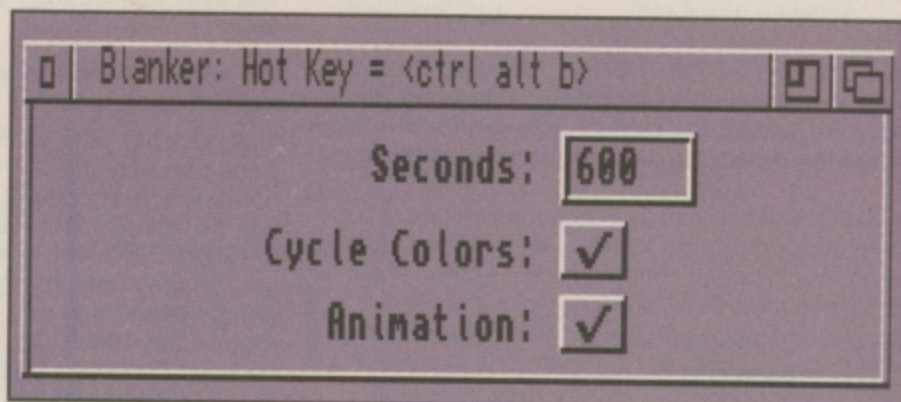 Blanker: Hot Key = <ctrl alt b>
Seconds: 600
Cycle Colors: ✓
Animation: ✓